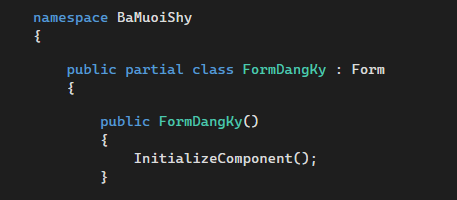 namespace BaMuoiShy
{
public partial class FormDangKy : Form
{
public FormDangKy()
{
InitializeComponent();
}